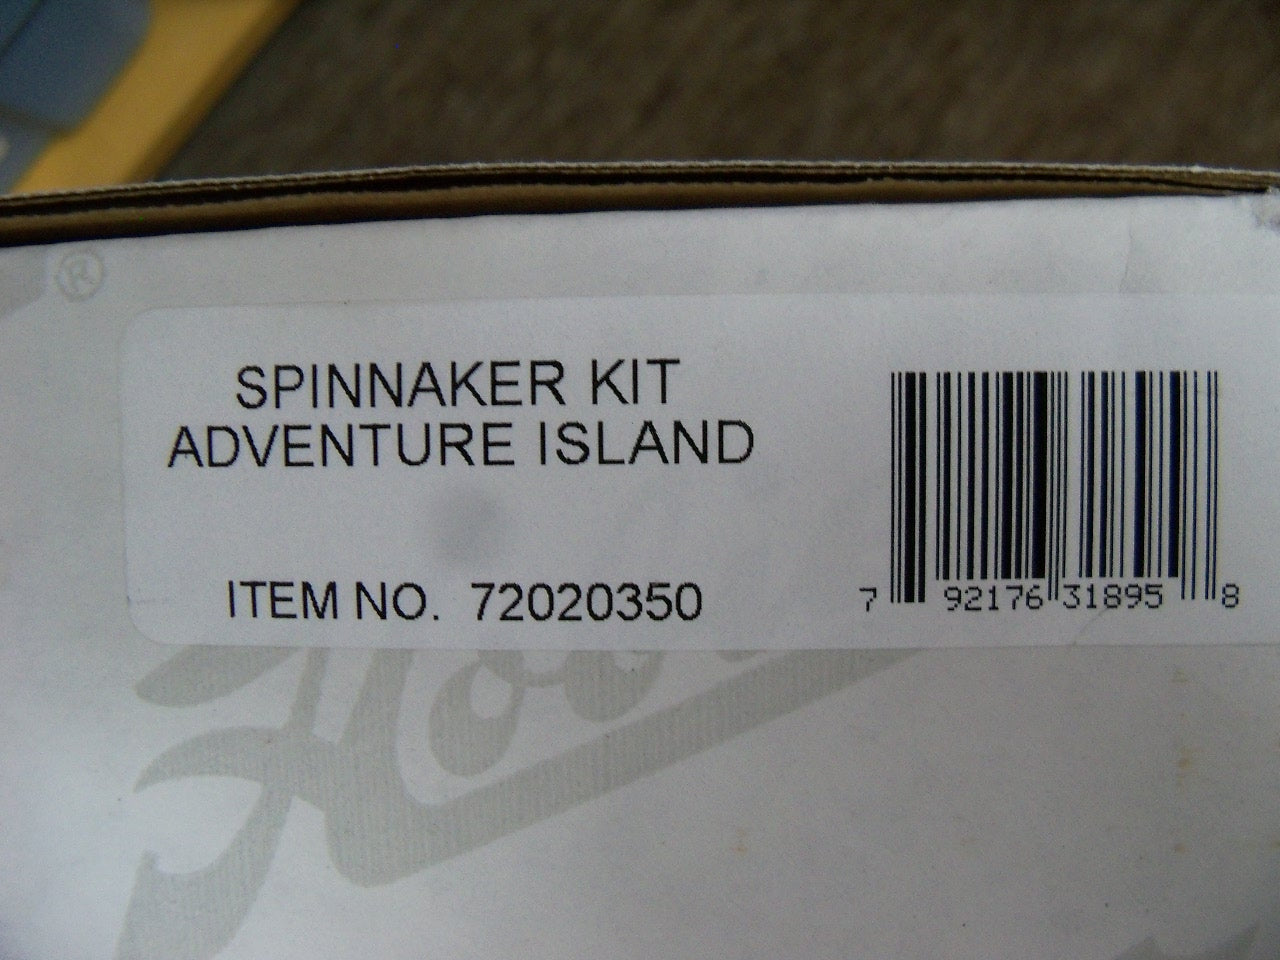 ®
SPINNAKER KIT
ADVENTURE ISLAND
ITEM NO. 72020350
7 92176 31895 8